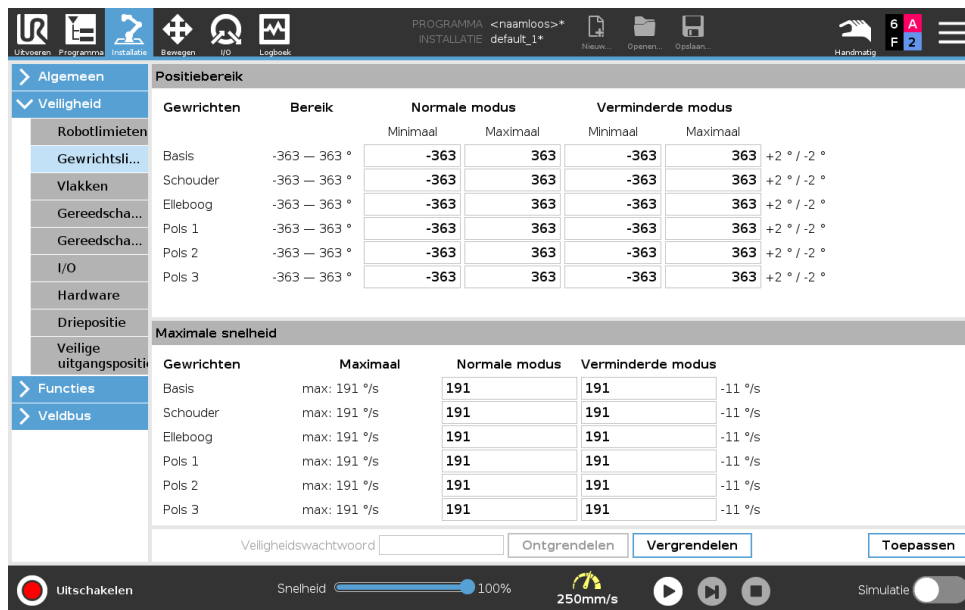 UR
PROGRAMMA <naamloos>*
INSTALLATIE default_1*
Uitvoeren Programma Installatie Bewegen I/O Logboek Nieuw... Openen... Opslaan... Handmatig
6 A
F 2
Algemeen
Veiligheid
Robotlimieten
Gewrichtsli...
Vlakken
Gereedscha...
Gereedscha...
I/O
Hardware
Driepositie
Veilige
uitgangspositi
Functies
Veldbus
Positiebereik
Gewrichten Bereik Normale modus Verminderde modus
Minimaal Maximaal Minimaal Maximaal
Basis -363 — 363 ° -363 363 -363 363 +2 ° / -2 °
Schouder -363 — 363 ° -363 363 -363 363 +2 ° / -2 °
Elleboog -363 — 363 ° -363 363 -363 363 +2 ° / -2 °
Pols 1 -363 — 363 ° -363 363 -363 363 +2 ° / -2 °
Pols 2 -363 — 363 ° -363 363 -363 363 +2 ° / -2 °
Pols 3 -363 — 363 ° -363 363 -363 363 +2 ° / -2 °
Maximale snelheid
Gewrichten Maximaal Normale modus Verminderde modus
Basis max: 191 °/s 191 191 -11 °/s
Schouder max: 191 °/s 191 191 -11 °/s
Elleboog max: 191 °/s 191 191 -11 °/s
Pols 1 max: 191 °/s 191 191 -11 °/s
Pols 2 max: 191 °/s 191 191 -11 °/s
Pols 3 max: 191 °/s 191 191 -11 °/s
Veiligheidswachtwoord Ontgrendelen Vergrendelen Toepassen
Uitschakelen Snelheid 100% 250mm/s Simulatie